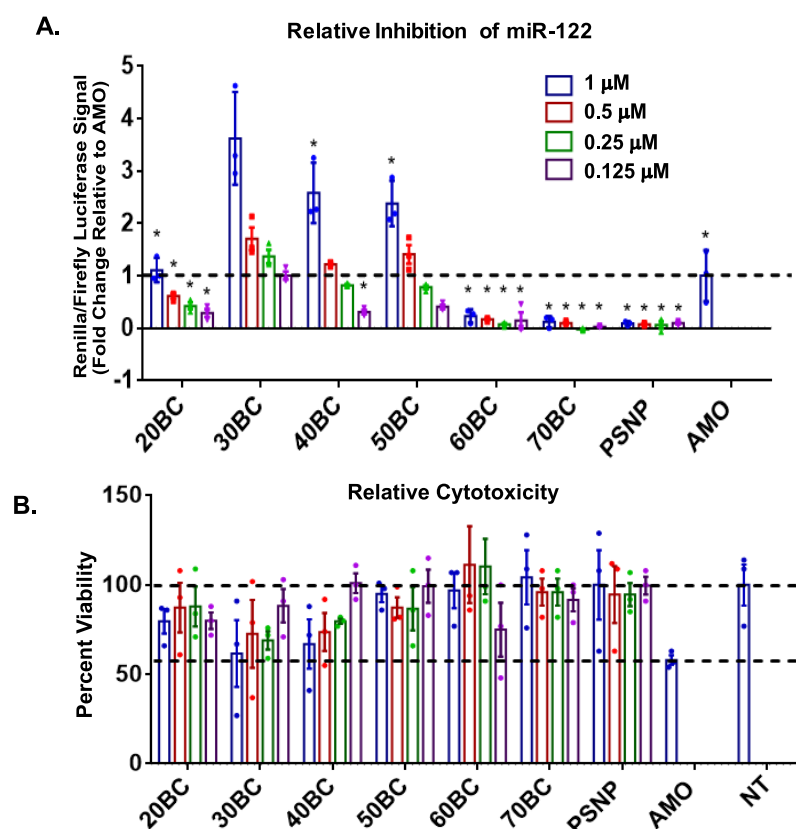 A.
Relative Inhibition of miR-122
Renilla/Firefly Luciferase Signal
(Fold Change Relative to AMO)
5
4
3
2
1
0
-1
1 µM
0.5 µM
0.25 µM
0.125 µM
* * * * * * * * * * * * * * * * * * * *
20BC 30BC 40BC 50BC 60BC 70BC PSNP AMO
B.
Relative Cytotoxicity
Percent Viability
150
100
50
0
20BC 30BC 40BC 50BC 60BC 70BC PSNP AMO NT